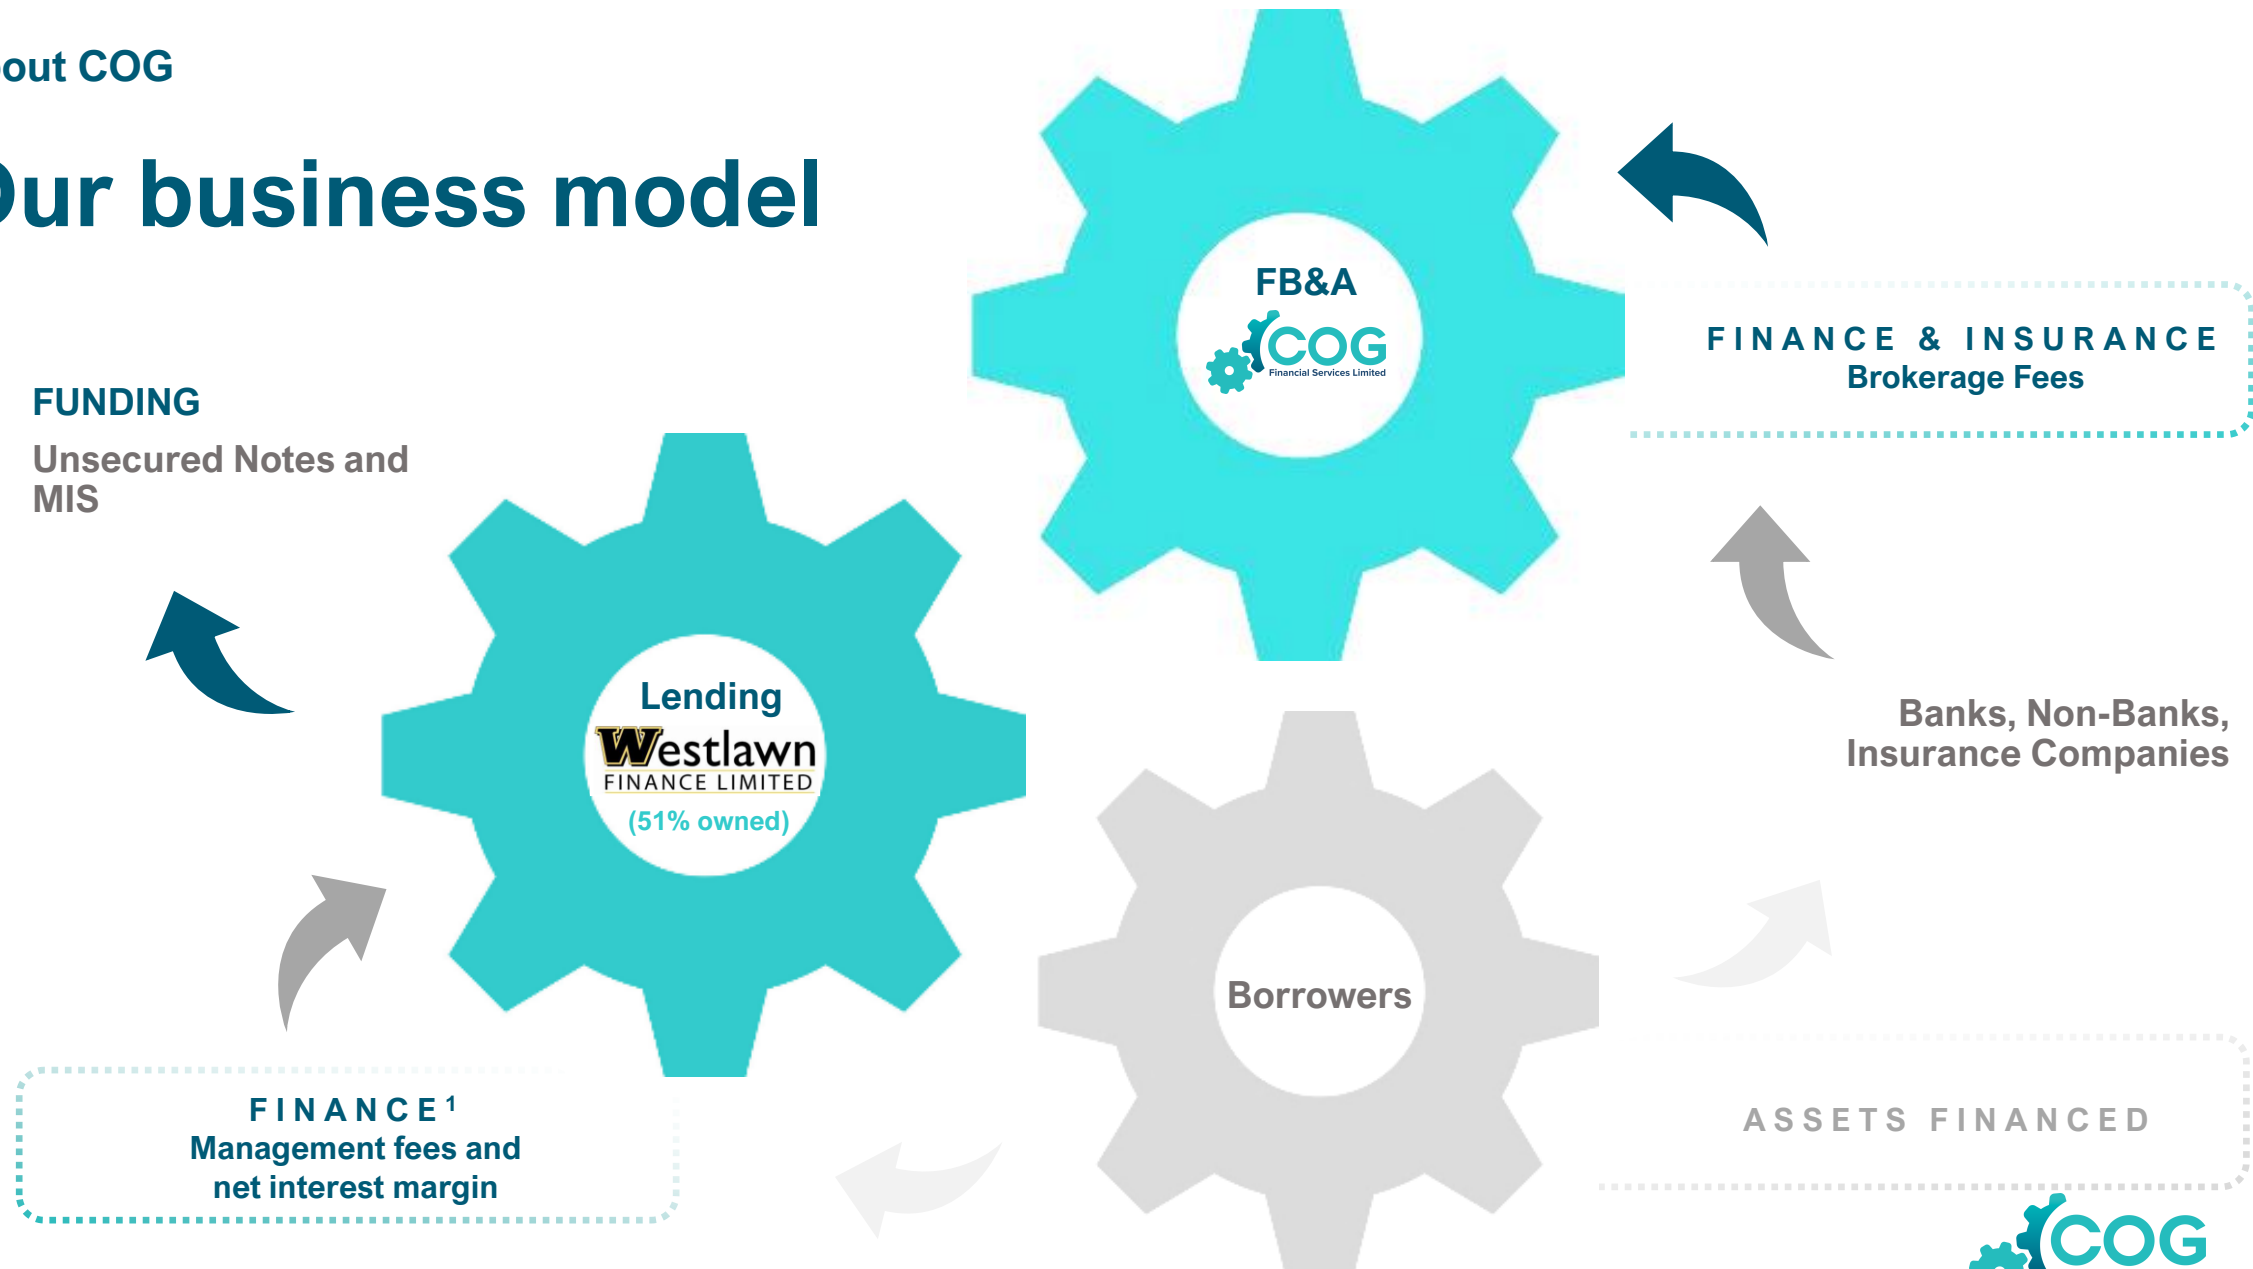 out COG
Our business model
FB&A
COG
Financial Services Limited
FINANCE & INSURANCE
Brokerage Fees
FUNDING
Unsecured Notes and
MIS
Lending
Westlawn
FINANCE LIMITED
(51% owned)
Banks, Non-Banks,
Insurance Companies
Borrowers
FINANCE¹
Management fees and
net interest margin
ASSETS FINANCED
COG